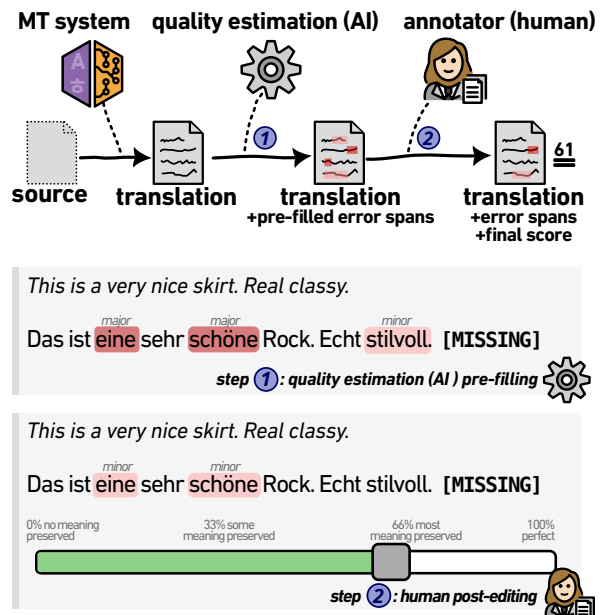 MT system
quality estimation (AI)
annotator (human)
A
ㅎ
1
2
61
source
translation
translation
+pre-filled error spans
translation
+error spans
+final score
This is a very nice skirt. Real classy.
major major minor
Das ist eine sehr schöne Rock. Echt stilvoll. [MISSING]
step 1: quality estimation (AI ) pre-filling
This is a very nice skirt. Real classy.
minor minor
Das ist eine sehr schöne Rock. Echt stilvoll. [MISSING]
0% no meaning preserved
33% some meaning preserved
66% most meaning preserved
100% perfect
step 2: human post-editing